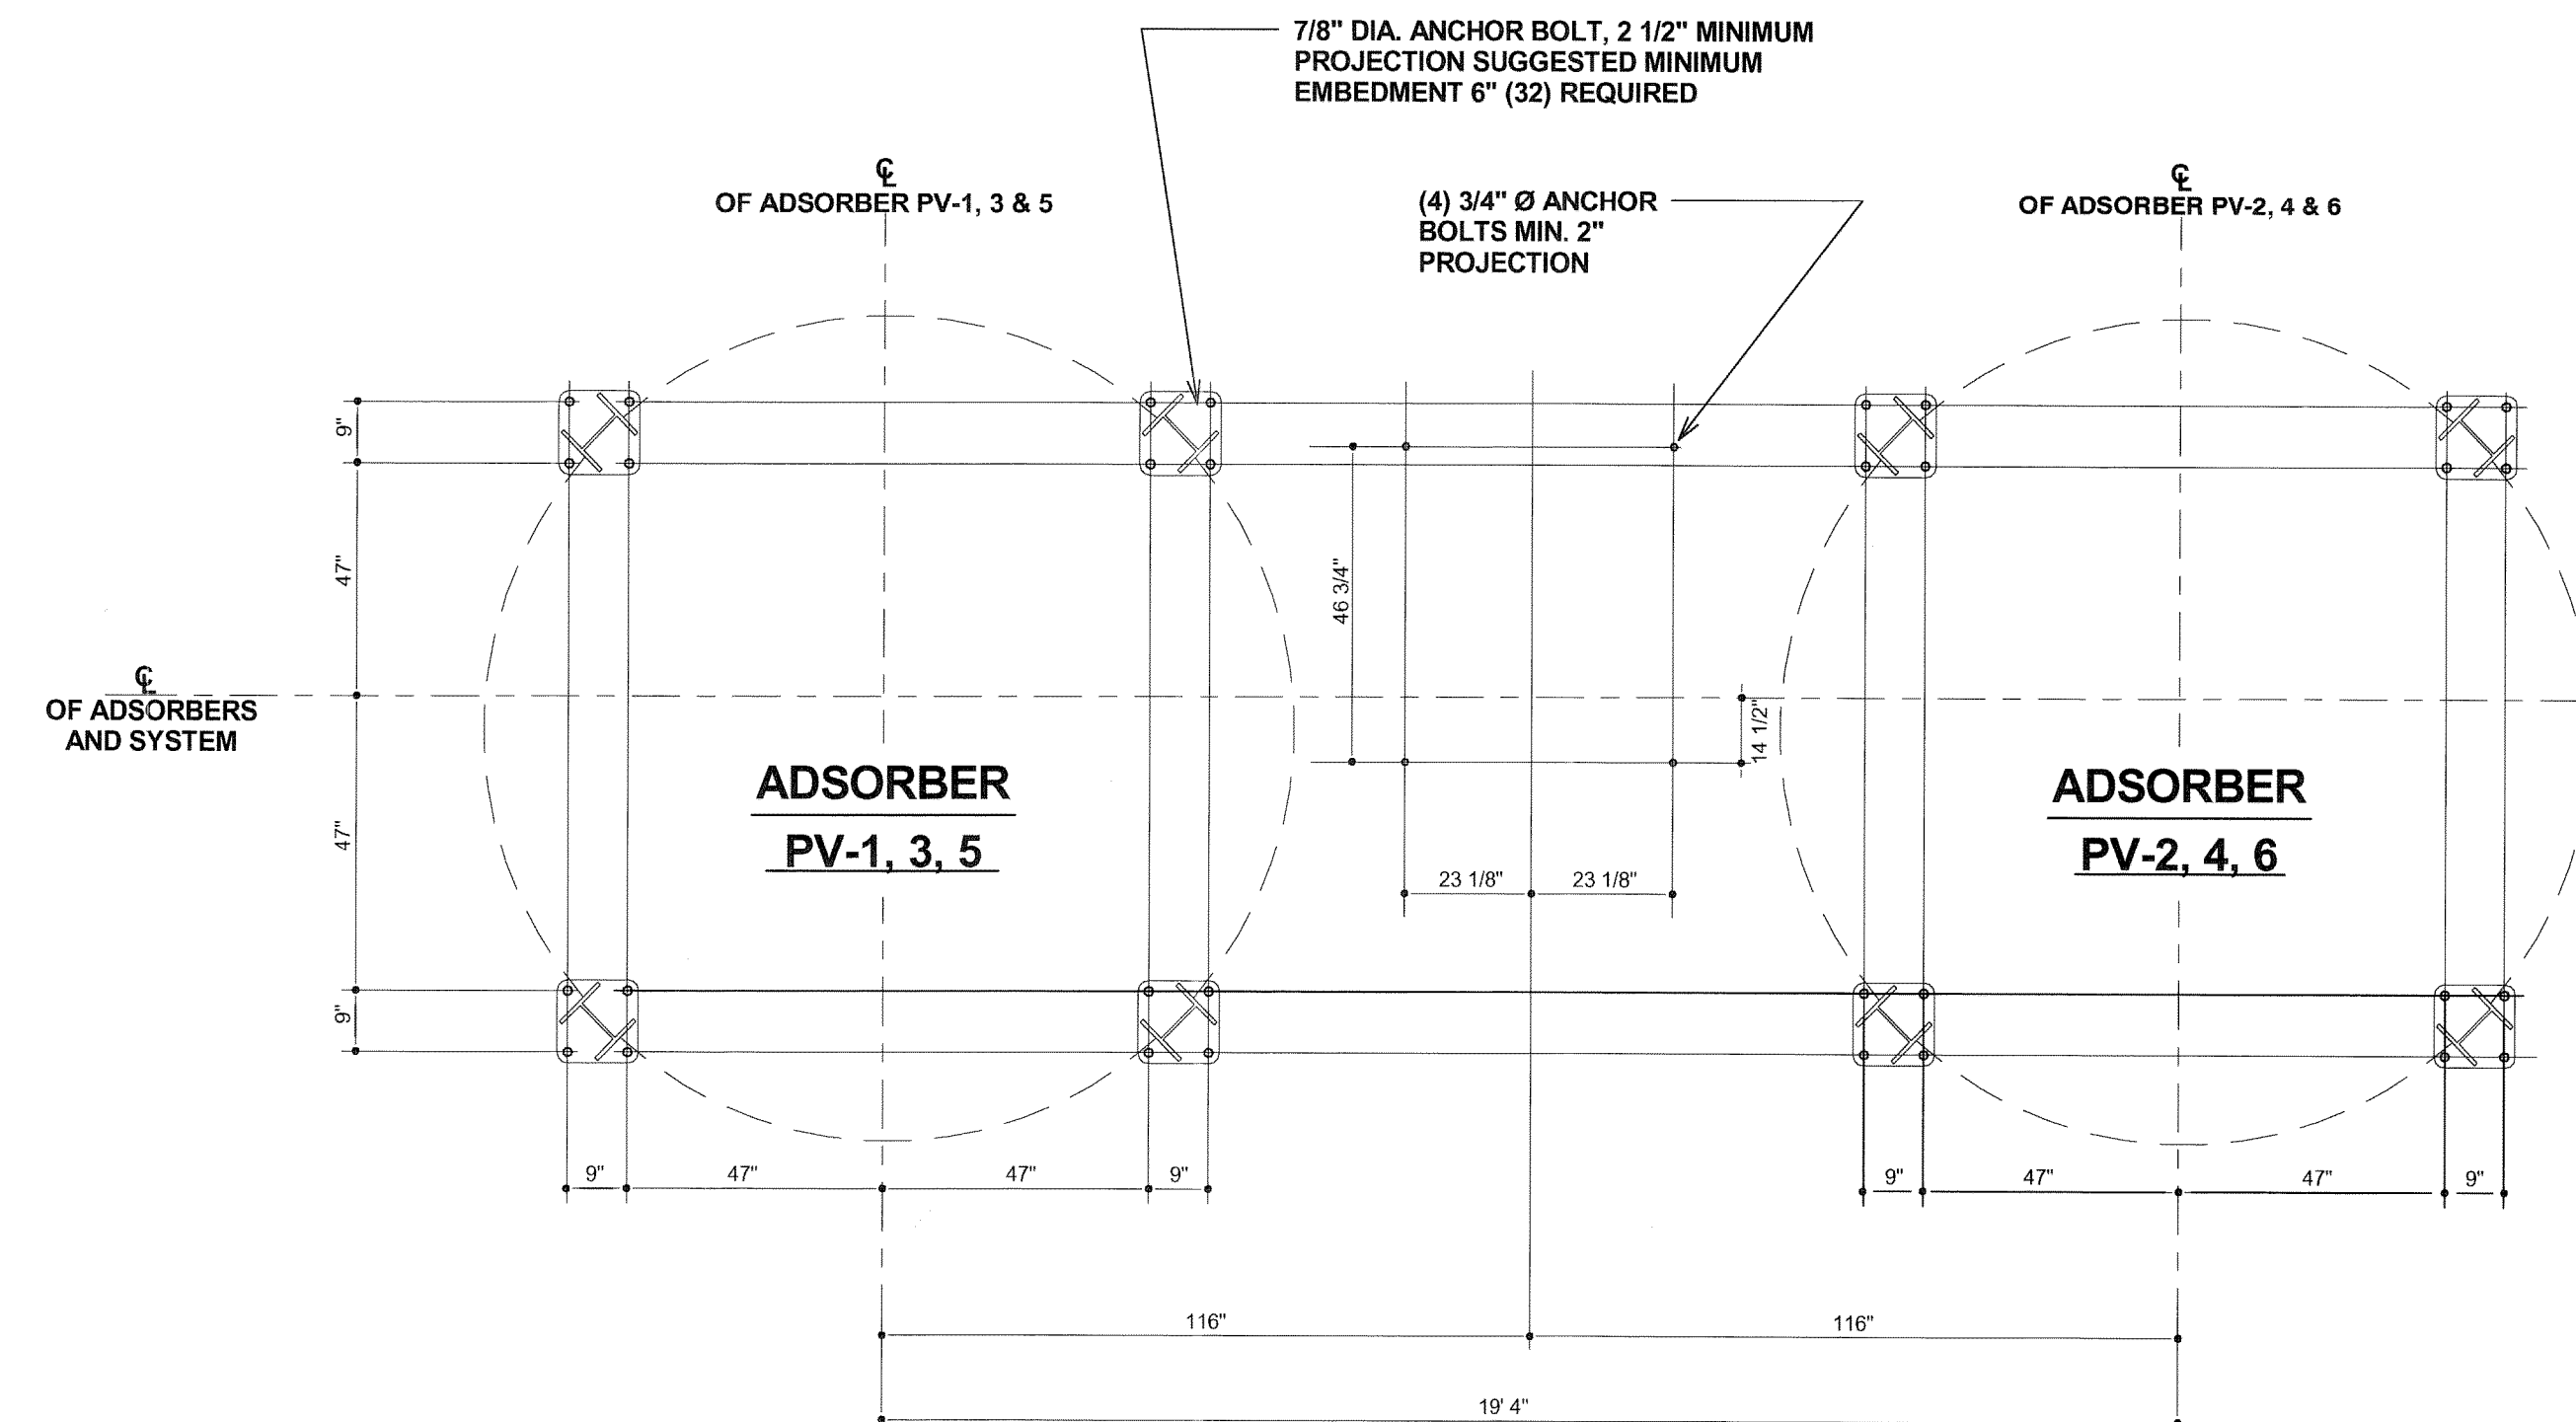 7/8" DIA. ANCHOR BOLT, 2 1/2" MINIMUM
PROJECTION SUGGESTED MINIMUM
EMBEDMENT 6" (32) REQUIRED
℄
OF ADSORBER PV-1, 3 & 5
(4) 3/4" Ø ANCHOR
BOLTS MIN. 2"
PROJECTION
℄
OF ADSORBER PV-2, 4 & 6
9"
47"
46 3/4"
℄
OF ADSORBERS
AND SYSTEM
14 1/2"
ADSORBER
PV-1, 3, 5
ADSORBER
PV-2, 4, 6
47"
23 1/8" 23 1/8"
9"
9" 47" 47" 9"
9" 47" 47" 9"
116" 116"
19' 4"